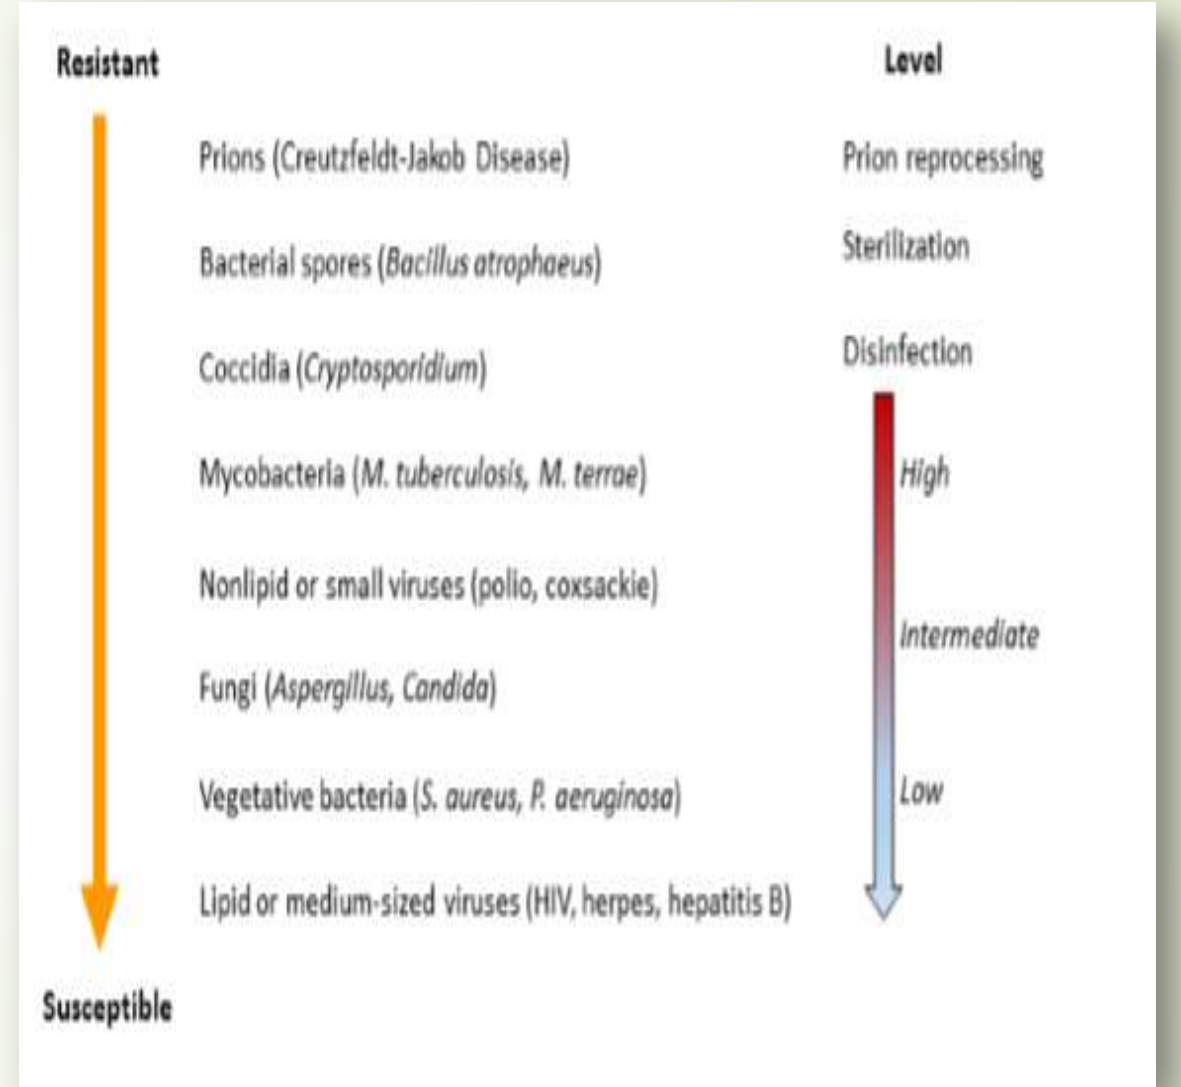 Resistant
Level
Prions (Creutzfeldt-Jakob Disease)
Prion reprocessing
Bacterial spores (Bacillus atrophaeus)
Sterilization
Coccidia (Cryptosporidium)
Disinfection
Mycobacteria (M. tuberculosis, M. terrae)
High
Nonlipid or small viruses (polio, coxsackie)
Intermediate
Fungi (Aspergillus, Candida)
Vegetative bacteria (S. aureus, P. aeruginosa)
Low
Lipid or medium-sized viruses (HIV, herpes, hepatitis B)
Susceptible